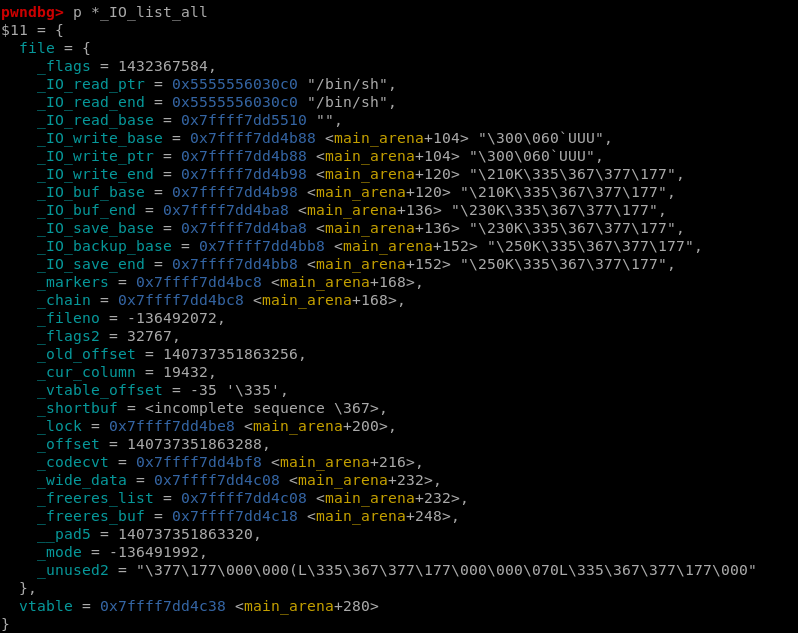 pwndbg> p *_IO_list_all
$11 = {
  file = {
    _flags = 1432367584,
    _IO_read_ptr = 0x5555556030c0 "/bin/sh",
    _IO_read_end = 0x5555556030c0 "/bin/sh",
    _IO_read_base = 0x7ffff7dd5510 "",
    _IO_write_base = 0x7ffff7dd4b88 <main_arena+104> "\300\060`UUU",
    _IO_write_ptr = 0x7ffff7dd4b88 <main_arena+104> "\300\060`UUU",
    _IO_write_end = 0x7ffff7dd4b98 <main_arena+120> "\210K\335\367\377\177",
    _IO_buf_base = 0x7ffff7dd4b98 <main_arena+120> "\210K\335\367\377\177",
    _IO_buf_end = 0x7ffff7dd4ba8 <main_arena+136> "\230K\335\367\377\177",
    _IO_save_base = 0x7ffff7dd4ba8 <main_arena+136> "\230K\335\367\377\177",
    _IO_backup_base = 0x7ffff7dd4bb8 <main_arena+152> "\250K\335\367\377\177",
    _IO_save_end = 0x7ffff7dd4bb8 <main_arena+152> "\250K\335\367\377\177",
    _markers = 0x7ffff7dd4bc8 <main_arena+168>,
    _chain = 0x7ffff7dd4bc8 <main_arena+168>,
    _fileno = -136492072,
    _flags2 = 32767,
    _old_offset = 140737351863256,
    _cur_column = 19432,
    _vtable_offset = -35 '\335',
    _shortbuf = <incomplete sequence \367>,
    _lock = 0x7ffff7dd4be8 <main_arena+200>,
    _offset = 140737351863288,
    _codecvt = 0x7ffff7dd4bf8 <main_arena+216>,
    _wide_data = 0x7ffff7dd4c08 <main_arena+232>,
    _freeres_list = 0x7ffff7dd4c08 <main_arena+232>,
    _freeres_buf = 0x7ffff7dd4c18 <main_arena+248>,
    __pad5 = 140737351863320,
    _mode = -136491992,
    _unused2 = "\377\177\000\000(L\335\367\377\177\000\000\070L\335\367\377\177\000"
  },
  vtable = 0x7ffff7dd4c38 <main_arena+280>
}